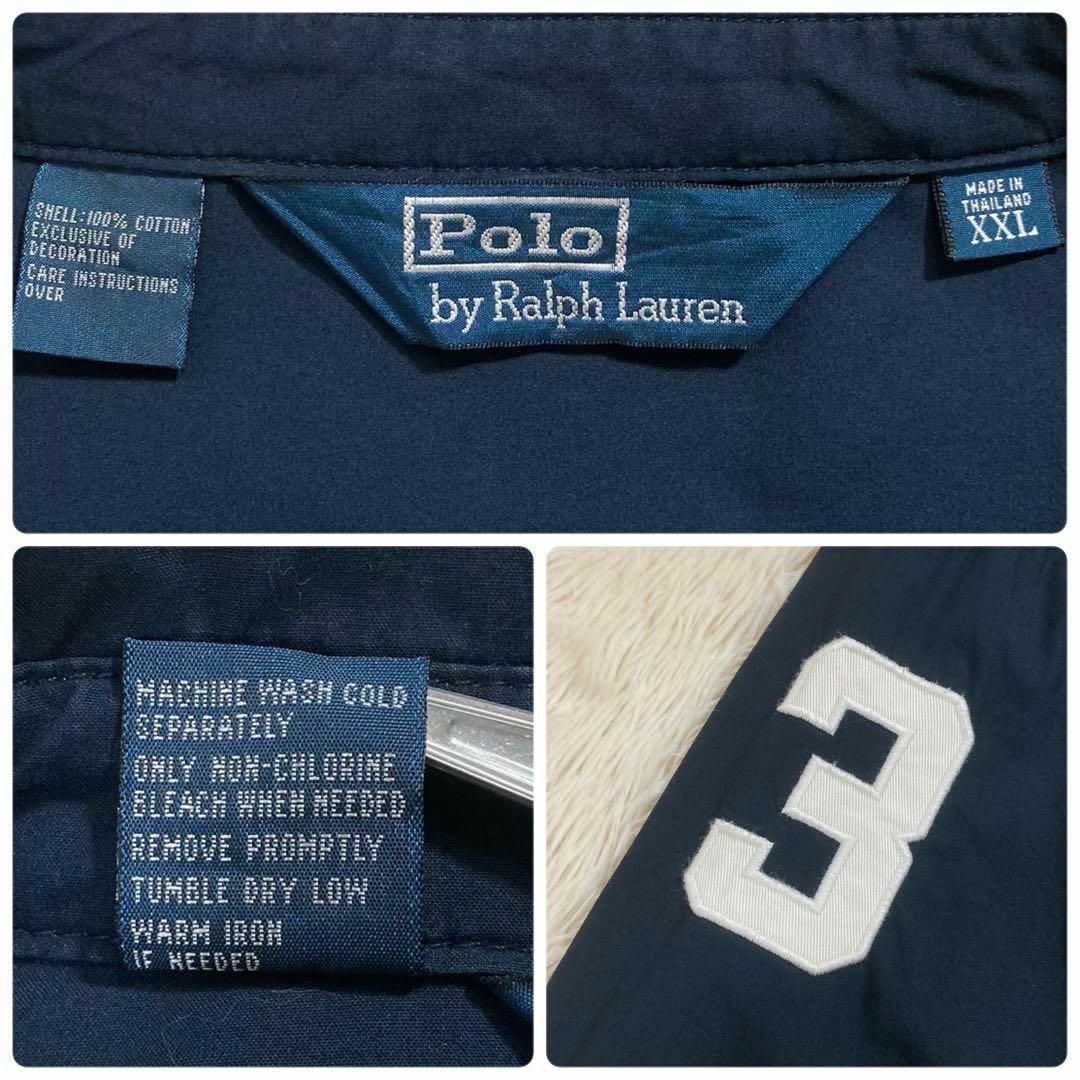 SHELL:100% COTTON
EXCLUSIVE OF
DECORATION
CARE INSTRUCTIONS
OVER
Polo
by Ralph Lauren
MADE IN
THAILAND
XXL
MACHINE WASH COLD
SEPARATELY
ONLY NON-CHLORINE
BLEACH WHEN NEEDED
REMOVE PROMPTLY
TUMBLE DRY LOW
WARM IRON
IF NEEDED
3